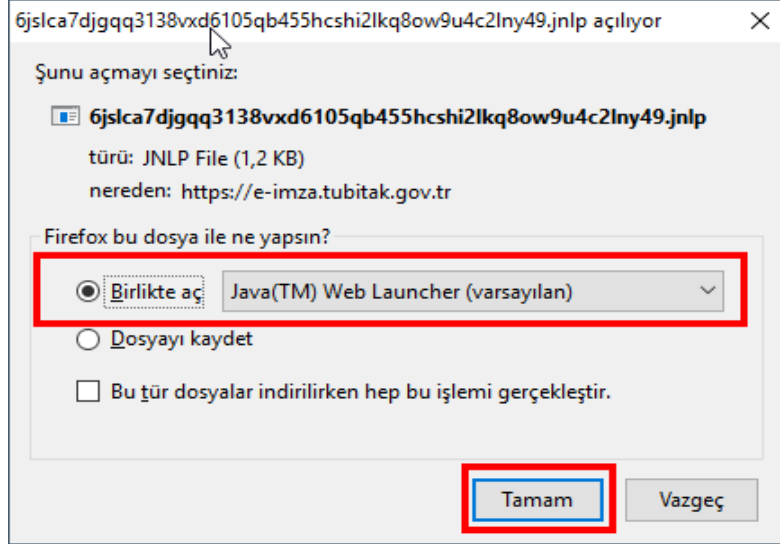 6jslca7djgqq3138vxd6105qb455hcshi2lkq8ow9u4c2lny49.jnlp açılıyor
Şunu açmayı seçtiniz:
6jslca7djgqq3138vxd6105qb455hcshi2lkq8ow9u4c2lny49.jnlp
türü: JNLP File (1,2 KB)
nereden: https://e-imza.tubitak.gov.tr
Firefox bu dosya ile ne yapsın?
Birlikte aç Java(TM) Web Launcher (varsayılan)
Dosyayı kaydet
Bu tür dosyalar indirilirken hep bu işlemi gerçekleştir.
Tamam Vazgeç